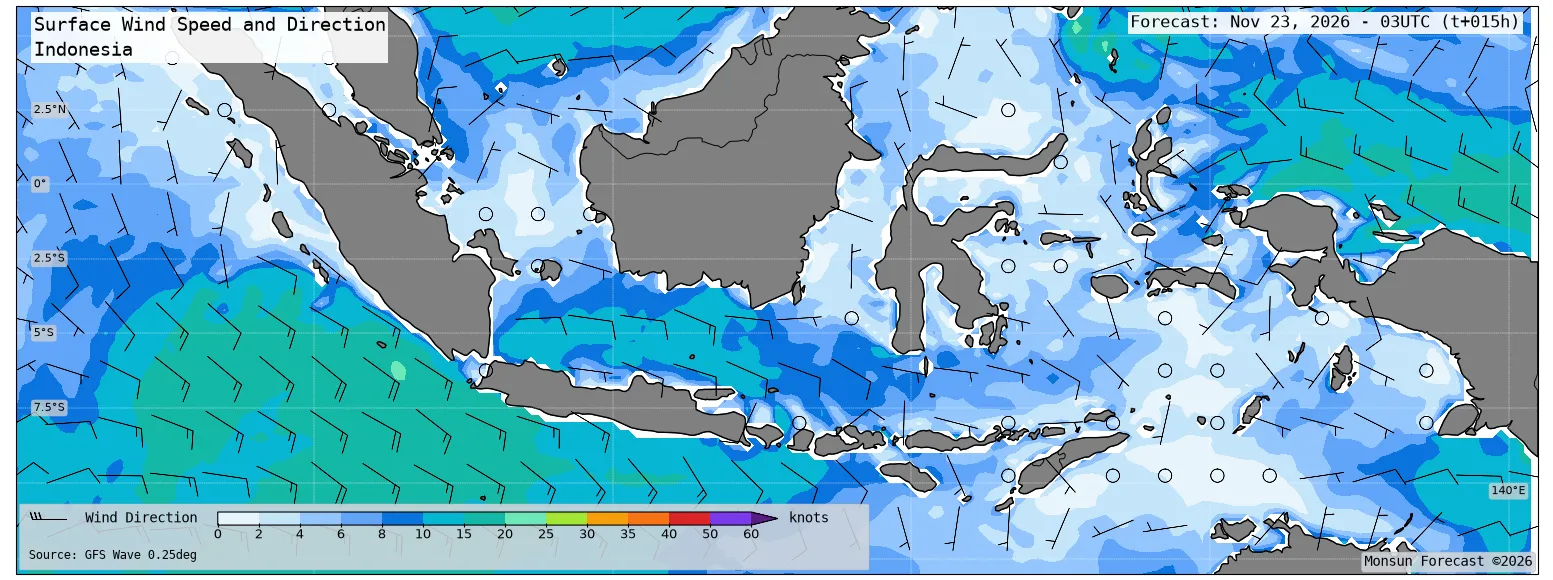 Surface Wind Speed and Direction
Indonesia
Forecast: Nov 23, 2026 - 03UTC (t+015h)
2.5°N
0°
2.5°S
5°S
7.5°S
140°E
Wind Direction
knots
0 2 4 6 8 10 15 20 25 30 35 40 50 60
Source: GFS Wave 0.25deg
Monsun Forecast ©2026